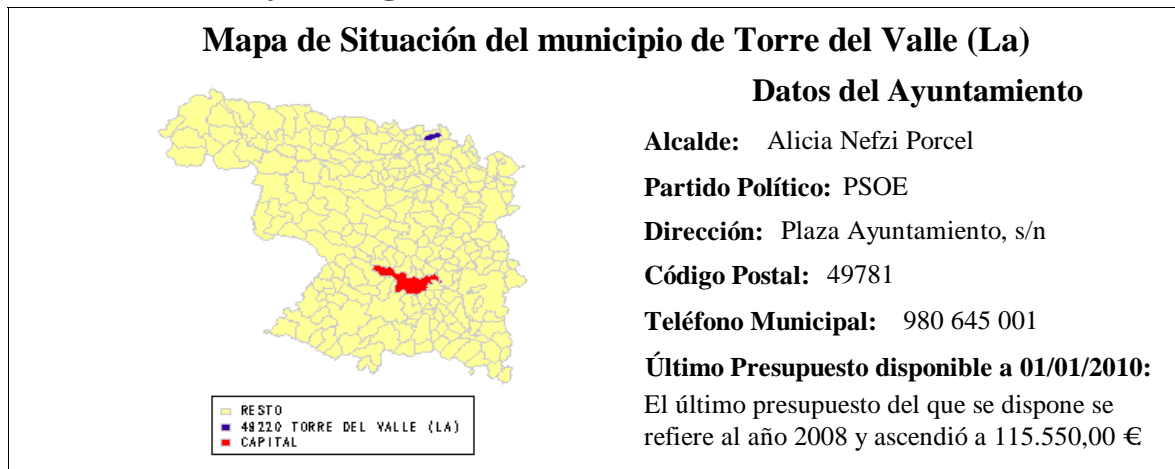 Mapa de Situación del municipio de Torre del Valle (La)
Datos del Ayuntamiento
Alcalde: Alicia Nefzi Porcel
Partido Político: PSOE
Dirección: Plaza Ayuntamiento, s/n
Código Postal: 49781
Teléfono Municipal: 980 645 001
Último Presupuesto disponible a 01/01/2010:
El último presupuesto del que se dispone se
refiere al año 2008 y ascendió a 115.550,00 €
RESTO
49220 TORRE DEL VALLE (LA)
CAPITAL